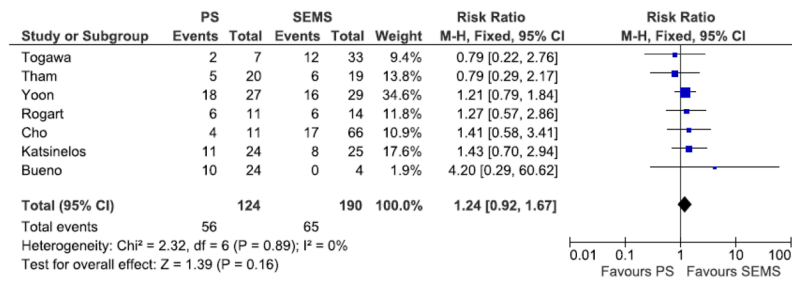 PS SEMS Risk Ratio Risk Ratio
Study or Subgroup Events Total Events Total Weight M-H, Fixed, 95% CI M-H, Fixed, 95% CI
Togawa 2 7 12 33 9.4% 0.79 [0.22, 2.76]
Tham 5 20 6 19 13.8% 0.79 [0.29, 2.17]
Yoon 18 27 16 29 34.6% 1.21 [0.79, 1.84]
Rogart 6 11 6 14 11.8% 1.27 [0.57, 2.86]
Cho 4 11 17 66 10.9% 1.41 [0.58, 3.41]
Katsinelos 11 24 8 25 17.6% 1.43 [0.70, 2.94]
Bueno 10 24 0 4 1.9% 4.20 [0.29, 60.62]
Total (95% CI) 124 190 100.0% 1.24 [0.92, 1.67]
Total events 56 65
Heterogeneity: Chi² = 2.32, df = 6 (P = 0.89); I² = 0%
Test for overall effect: Z = 1.39 (P = 0.16)
0.01 0.1 1 10 100
Favours PS Favours SEMS